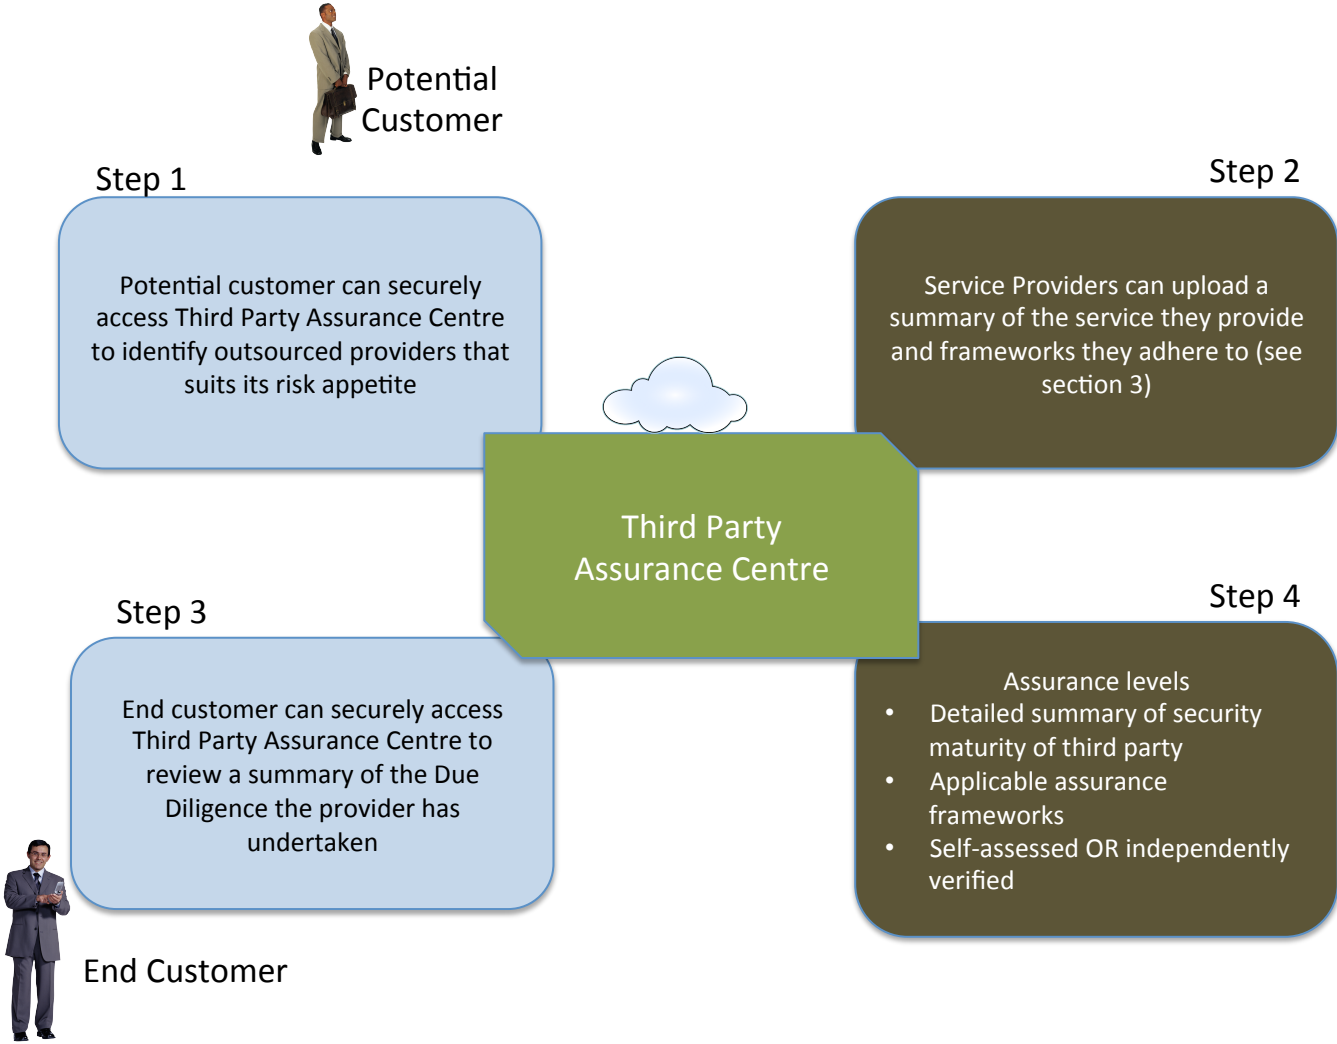 Potential
Customer
Step 1
Potential customer can securely
access Third Party Assurance Centre
to identify outsourced providers that
suits its risk appetite
Step 2
Service Providers can upload a
summary of the service they provide
and frameworks they adhere to (see
section 3)
Third Party
Assurance Centre
Step 3
End customer can securely access
Third Party Assurance Centre to
review a summary of the Due
Diligence the provider has
undertaken
End Customer
Step 4
Assurance levels
• Detailed summary of security
maturity of third party
• Applicable assurance
frameworks
• Self-assessed OR independently
verified